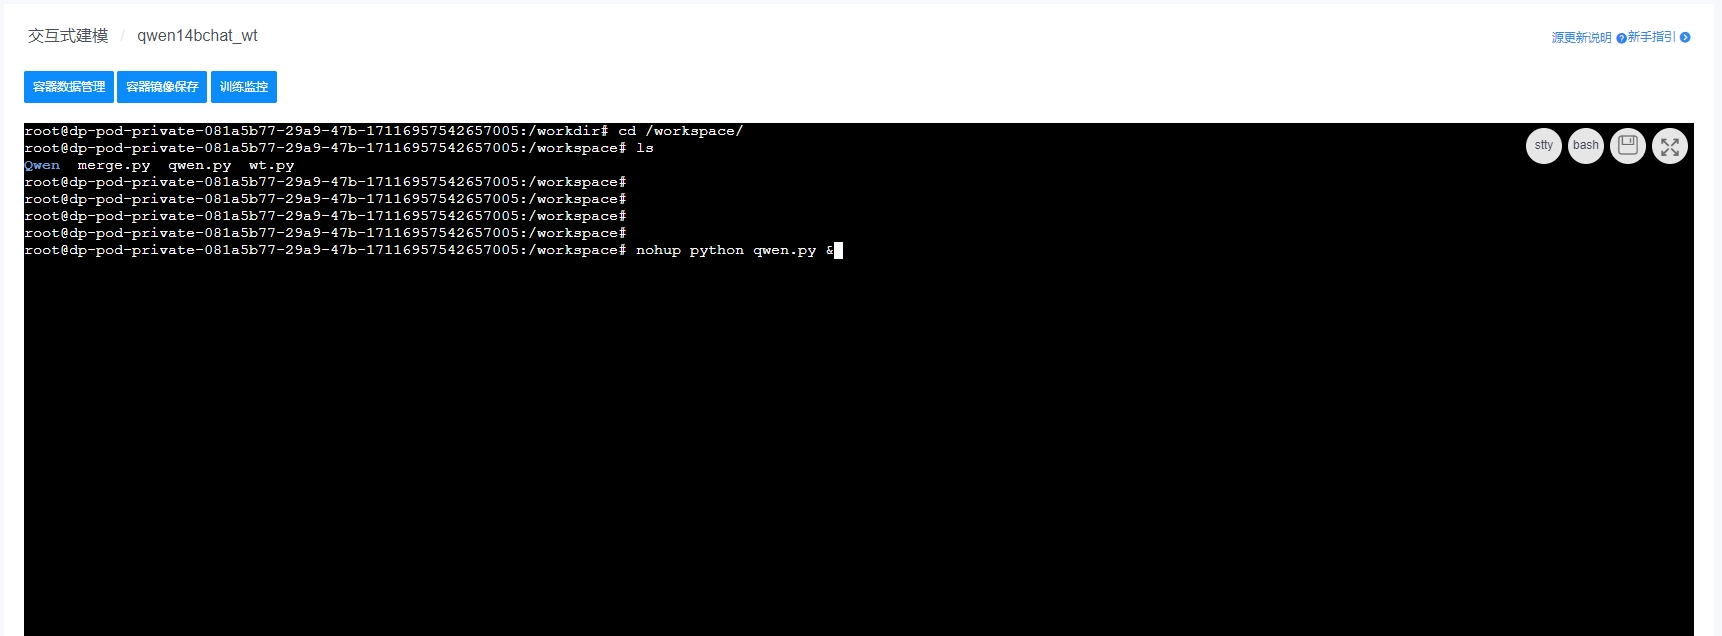 交互式建模 / qwen14bchat_wt
源更新说明 新手指引
容器数据管理 容器镜像保存 训练监控
root@dp-pod-private-081a5b77-29a9-47b-17116957542657005:/workdir# cd /workspace/
root@dp-pod-private-081a5b77-29a9-47b-17116957542657005:/workspace# ls
Qwen  merge.py  qwen.py  wt.py
root@dp-pod-private-081a5b77-29a9-47b-17116957542657005:/workspace#
root@dp-pod-private-081a5b77-29a9-47b-17116957542657005:/workspace#
root@dp-pod-private-081a5b77-29a9-47b-17116957542657005:/workspace#
root@dp-pod-private-081a5b77-29a9-47b-17116957542657005:/workspace#
root@dp-pod-private-081a5b77-29a9-47b-17116957542657005:/workspace# nohup python qwen.py &
stty bash